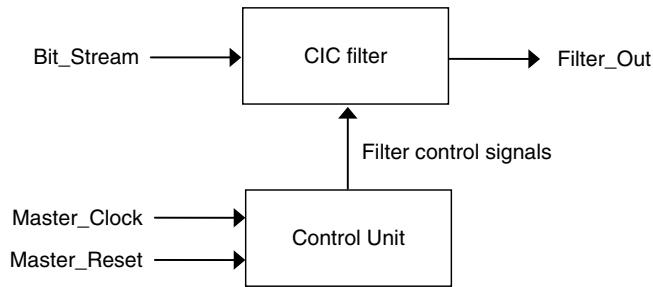 CIC filter
Bit_Stream
Filter_Out
Filter control signals
Master_Clock
Control Unit
Master_Reset